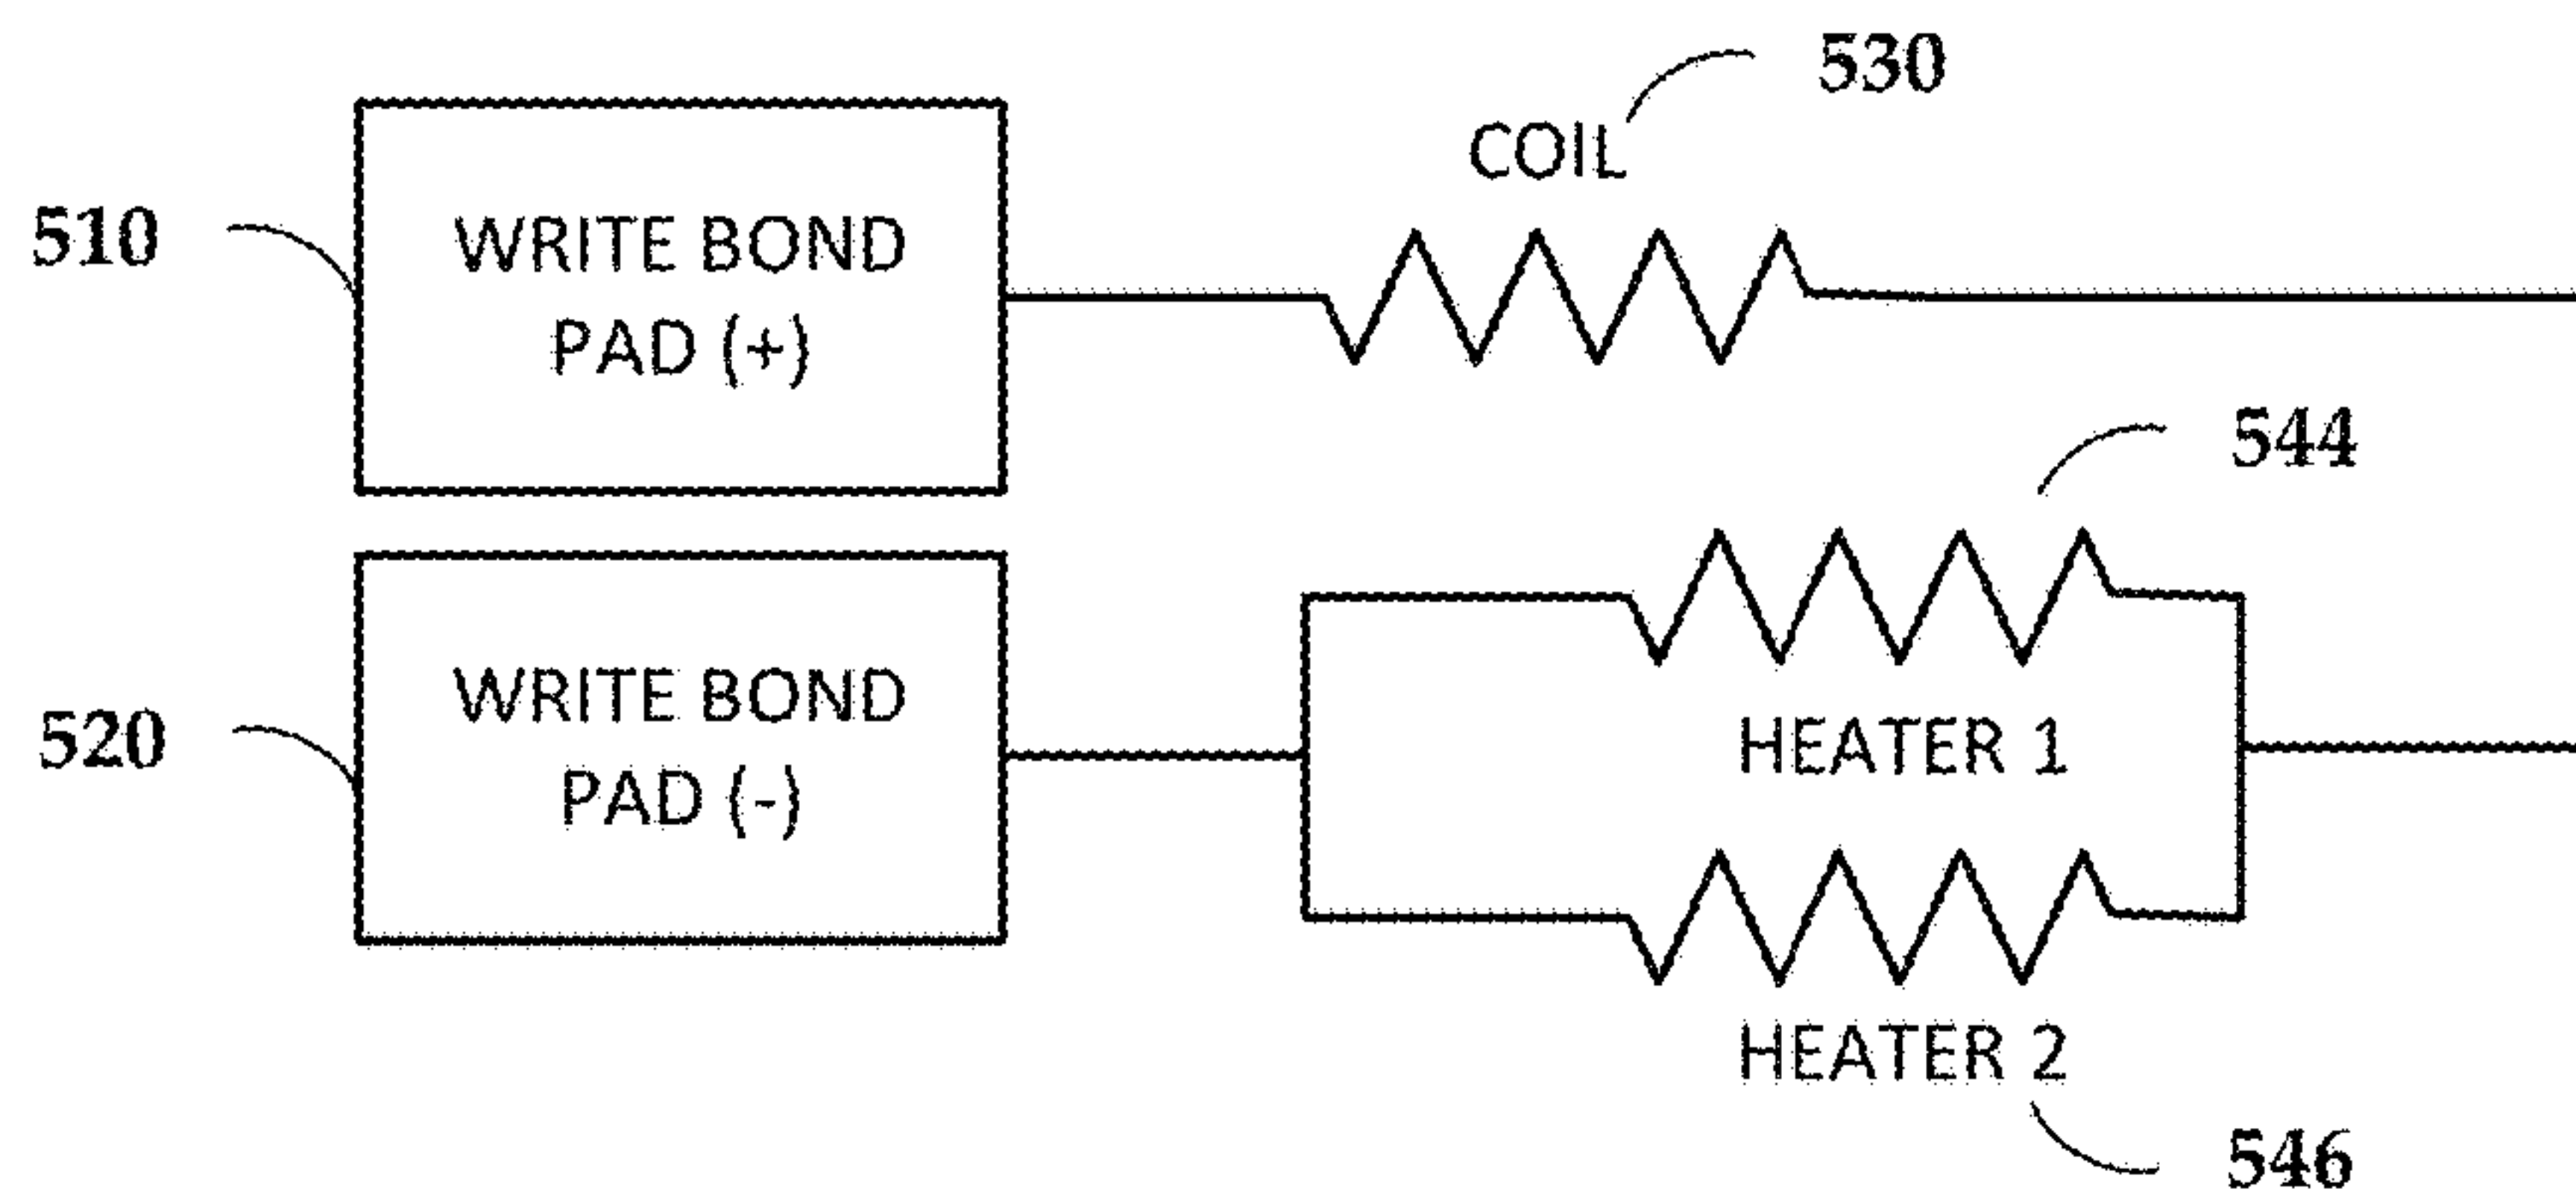 530
COIL
510
WRITE BOND
PAD (+)
544
520
WRITE BOND
PAD (-)
HEATER 1
HEATER 2
546